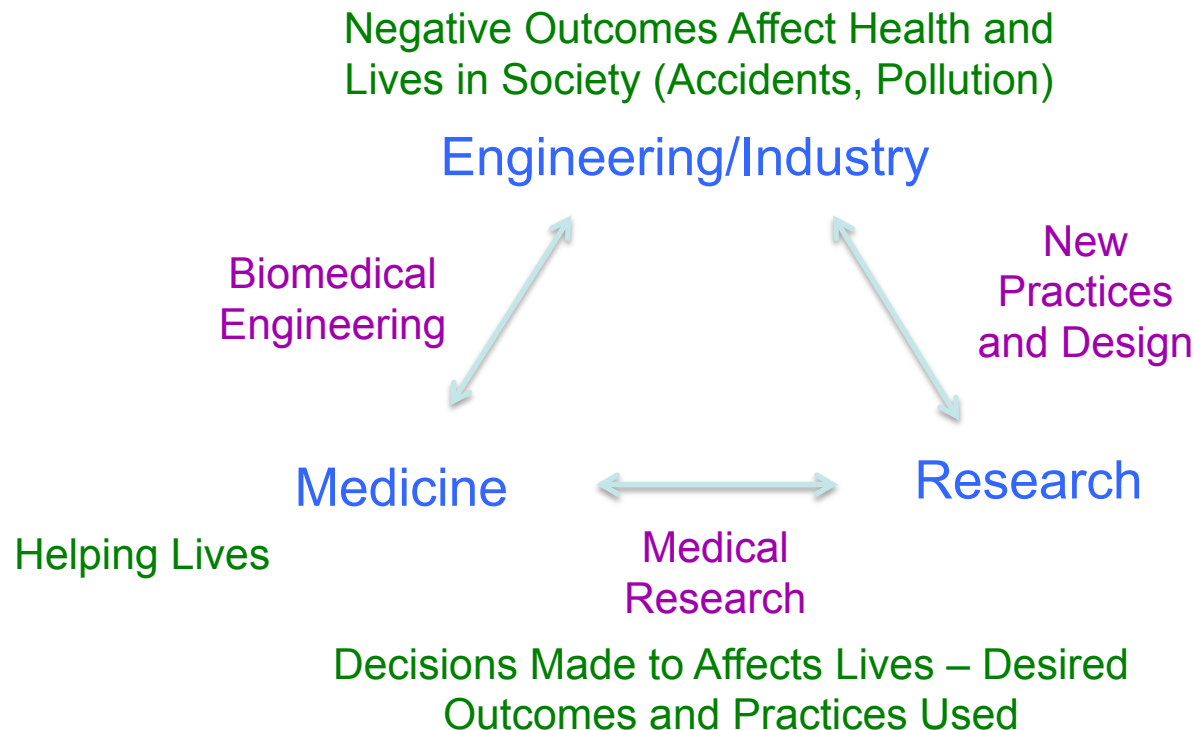 Negative Outcomes Affect Health and
Lives in Society (Accidents, Pollution)
Engineering/Industry
Biomedical
Engineering
New
Practices
and Design
Medicine
Research
Helping Lives
Medical
Research
Decisions Made to Affects Lives – Desired
Outcomes and Practices Used